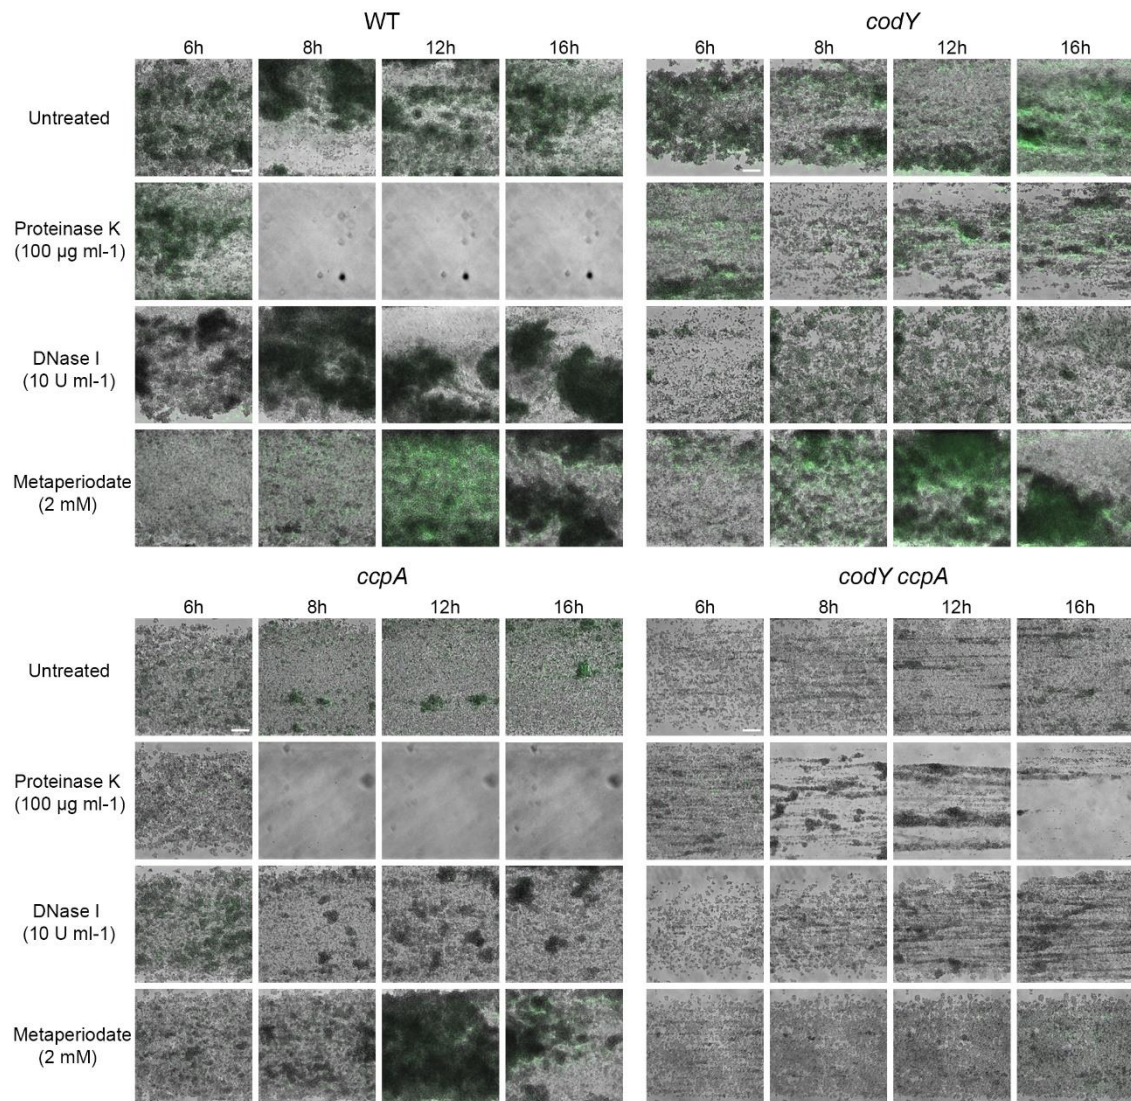 WT codY
6h 8h 12h 16h 6h 8h 12h 16h
Untreated
Proteinase K
(100 µg ml-1)
DNase I
(10 U ml-1)
Metaperiodate
(2 mM)
ccpA codY ccpA
6h 8h 12h 16h 6h 8h 12h 16h
Untreated
Proteinase K
(100 µg ml-1)
DNase I
(10 U ml-1)
Metaperiodate
(2 mM)